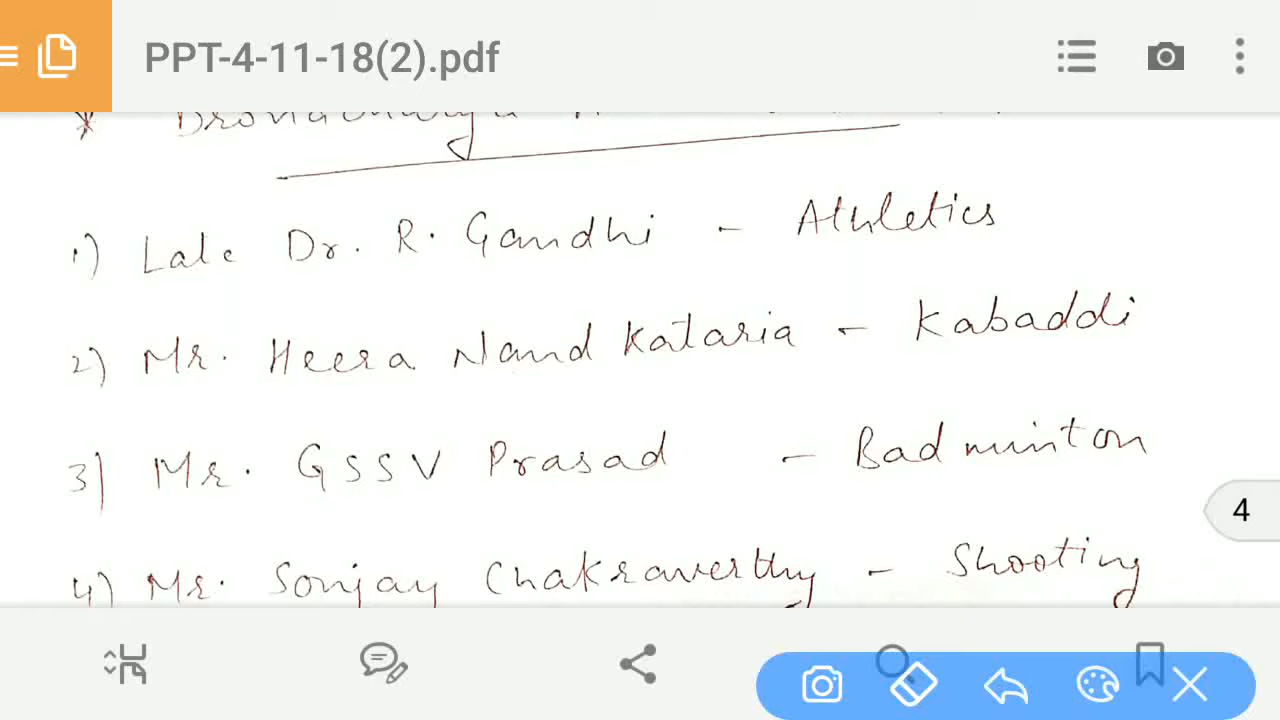 PPT-4-11-18(2).pdf
* Dronacharya
1) Late Dr. R. Gandhi - Athletics
2) Mr. Heera Nand Kataria - Kabaddi
3) Mr. GSSV Prasad - Badminton
4
4) Mr. Sonjay Chakraverthy - Shooting